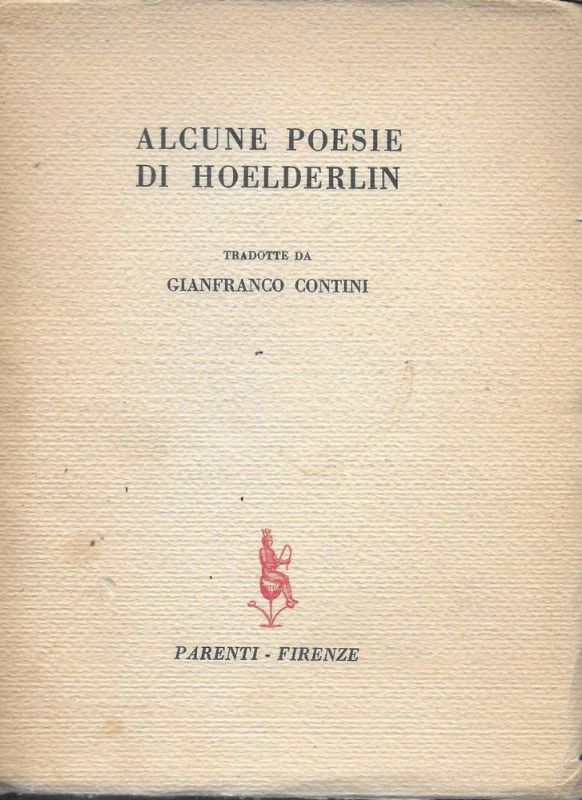 ALCUNE POESIE
DI HOELDERLIN
TRADOTTE DA
GIANFRANCO CONTINI
PARENTI - FIRENZE